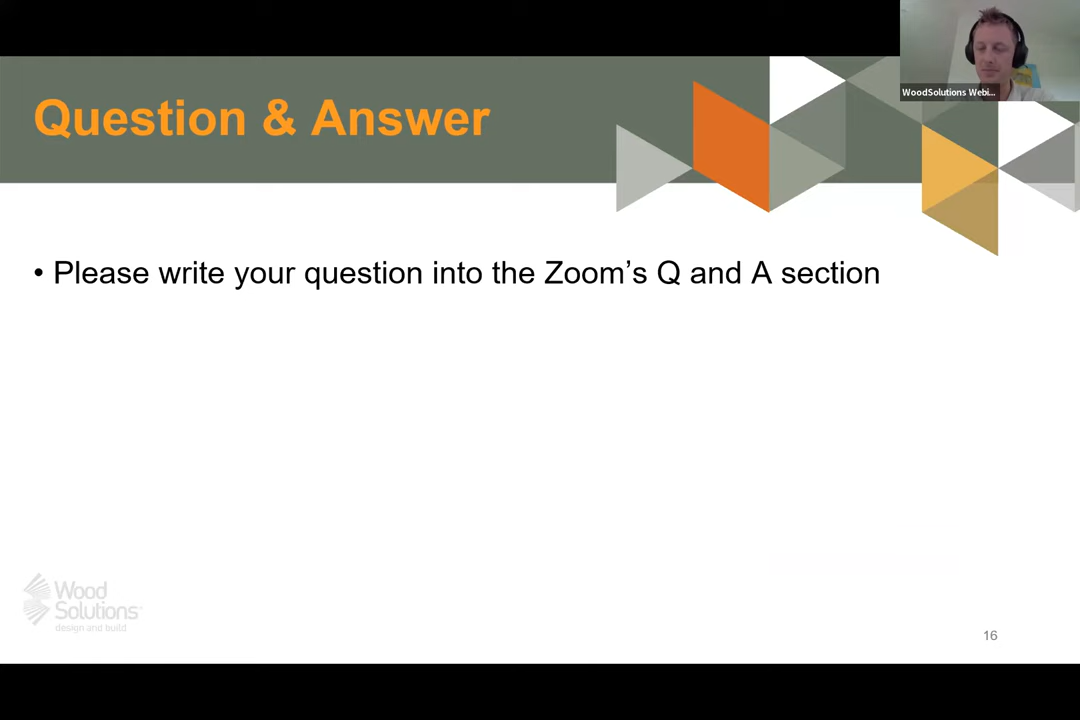 WoodSolutions Webi...
Question & Answer
• Please write your question into the Zoom’s Q and A section
Wood
Solutions
design and build
16